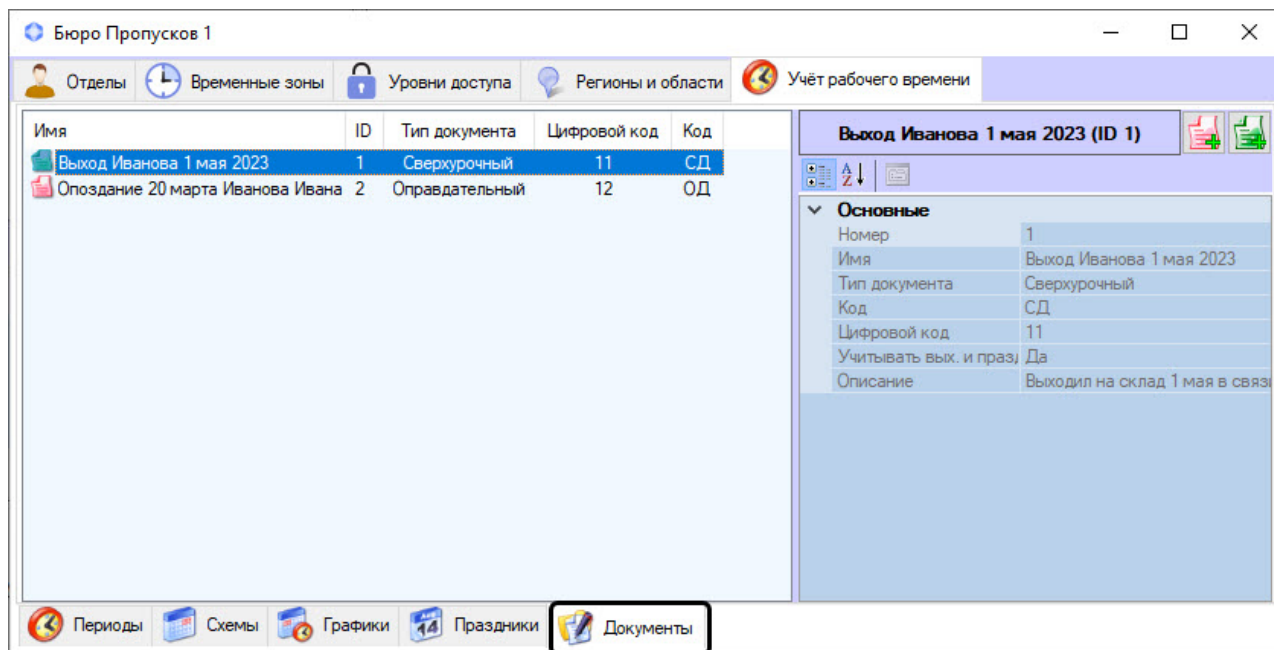 Бюро Пропусков 1
Отделы Временные зоны Уровни доступа Регионы и области Учёт рабочего времени
Имя ID Тип документа Цифровой код Код
Выход Иванова 1 мая 2023 1 Сверхурочный 11 СД
Опоздание 20 марта Иванова Ивана 2 Оправдательный 12 ОД
Выход Иванова 1 мая 2023 (ID 1)
Основные
Номер 1
Имя Выход Иванова 1 мая 2023
Тип документа Сверхурочный
Код СД
Цифровой код 11
Учитывать вых. и празд Да
Описание Выходил на склад 1 мая в связи
Периоды Схемы Графики Праздники Документы